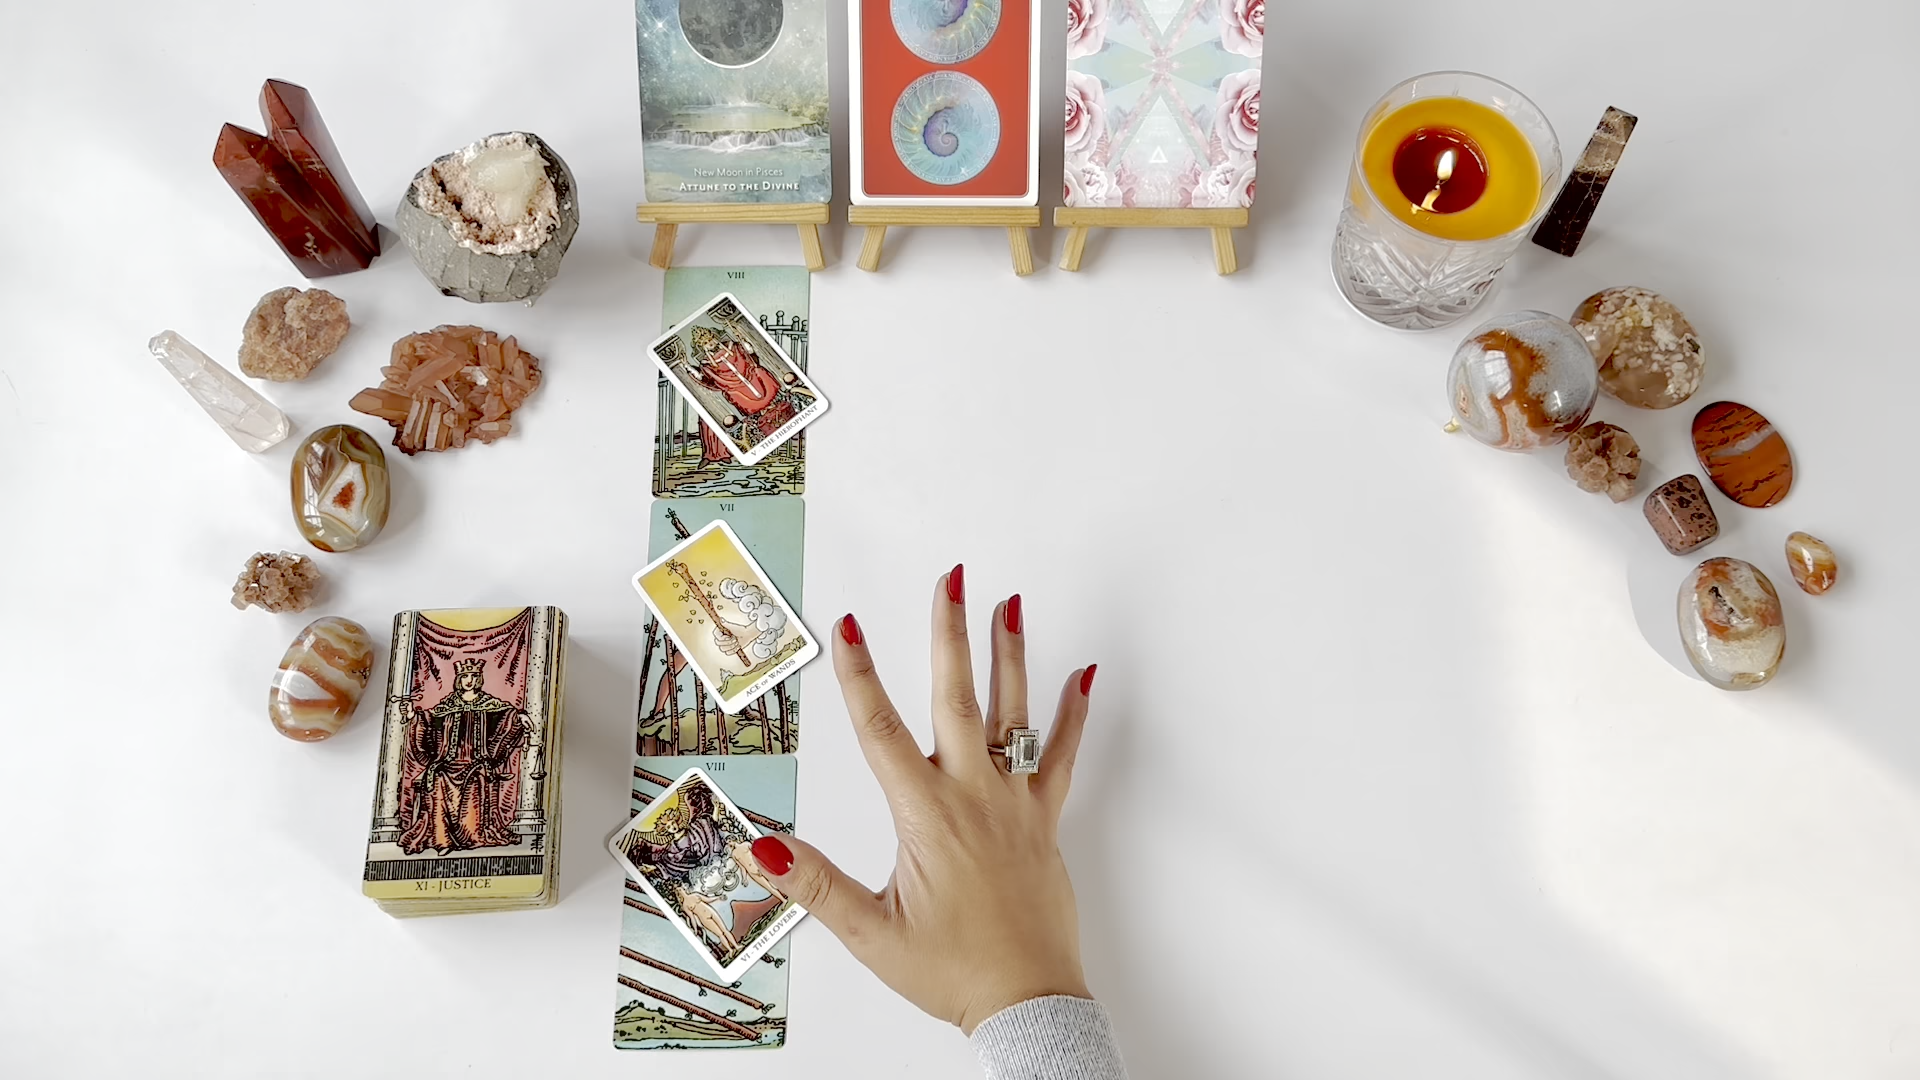 New Moon in Pisces
ATTUNE TO THE DIVINE
VIII
V - THE HIEROPHANT
VII
ACE of WANDS
VIII
VI - THE LOVERS
XI - JUSTICE